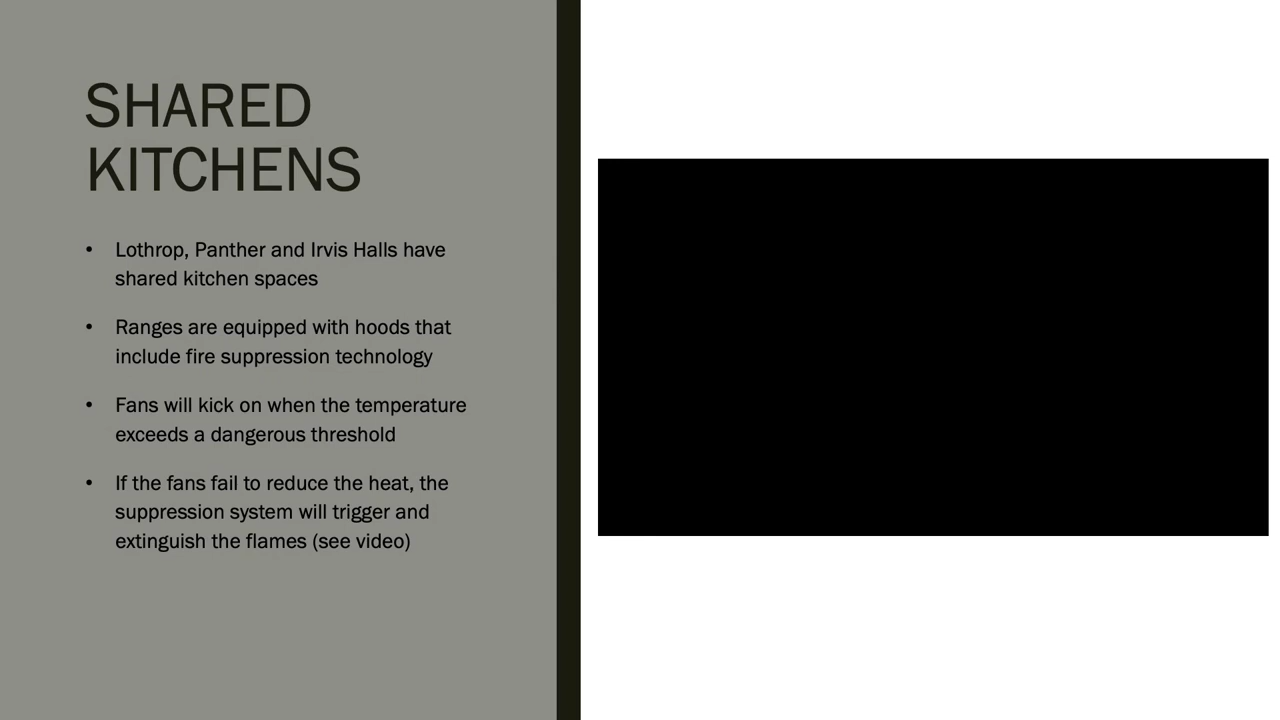 SHARED
KITCHENS
• Lothrop, Panther and Irvis Halls have
shared kitchen spaces
• Ranges are equipped with hoods that
include fire suppression technology
• Fans will kick on when the temperature
exceeds a dangerous threshold
• If the fans fail to reduce the heat, the
suppression system will trigger and
extinguish the flames (see video)